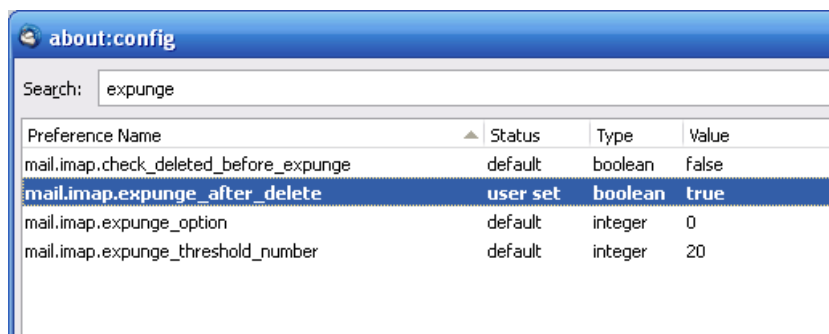 about:config
Search: expunge
Preference Name Status Type Value
mail.imap.check_deleted_before_expunge default boolean false
mail.imap.expunge_after_delete user set boolean true
mail.imap.expunge_option default integer 0
mail.imap.expunge_threshold_number default integer 20